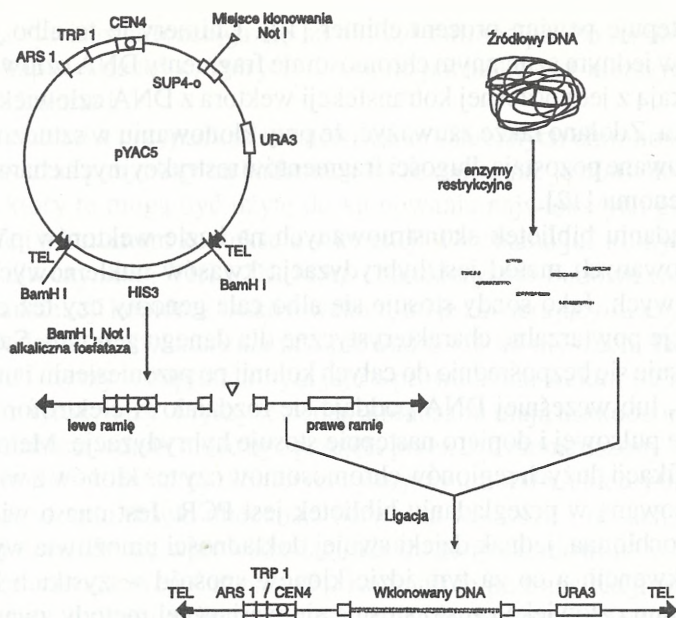 CEN4
TRP 1
ARS 1
Miejsce klonowania
Not I
SUP4-o
URA3
pYAC5
TEL
TEL
BamH I
BamH I
HIS3
BamH I, Not I
alkaliczna fosfataza
lewe ramię
prawe ramię
Źródłowy DNA
enzymy
restrykcyjne
Ligacja
TRP 1
TEL
ARS 1 / CEN4
Wklonowany DNA
URA3
TEL